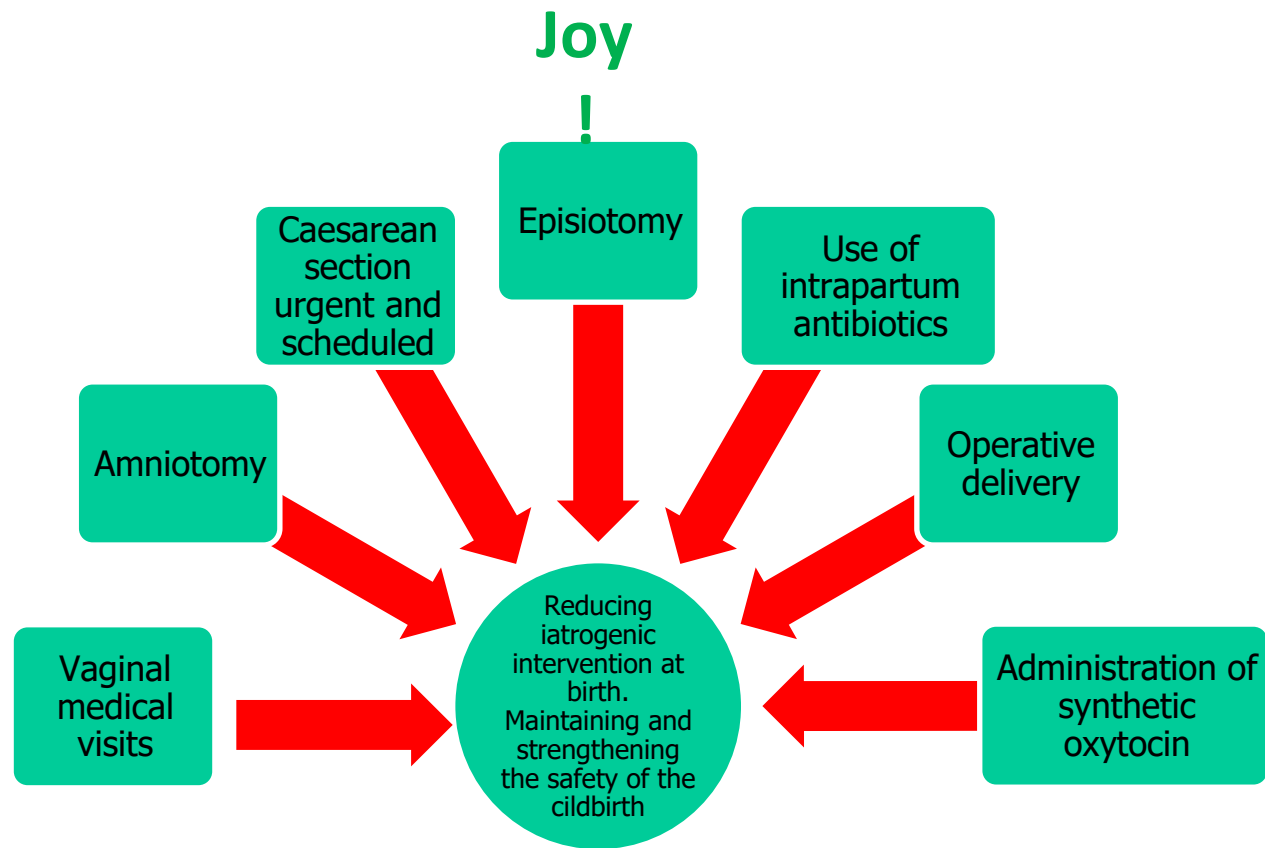 Joy
!
Episiotomy
Caesarean
section
urgent and
scheduled
Use of
intrapartum
antibiotics
Amniotomy
Operative
delivery
Vaginal
medical
visits
Reducing
iatrogenic
intervention at
birth.
Maintaining and
strengthening
the safety of the
cildbirth
Administration of
synthetic
oxytocin